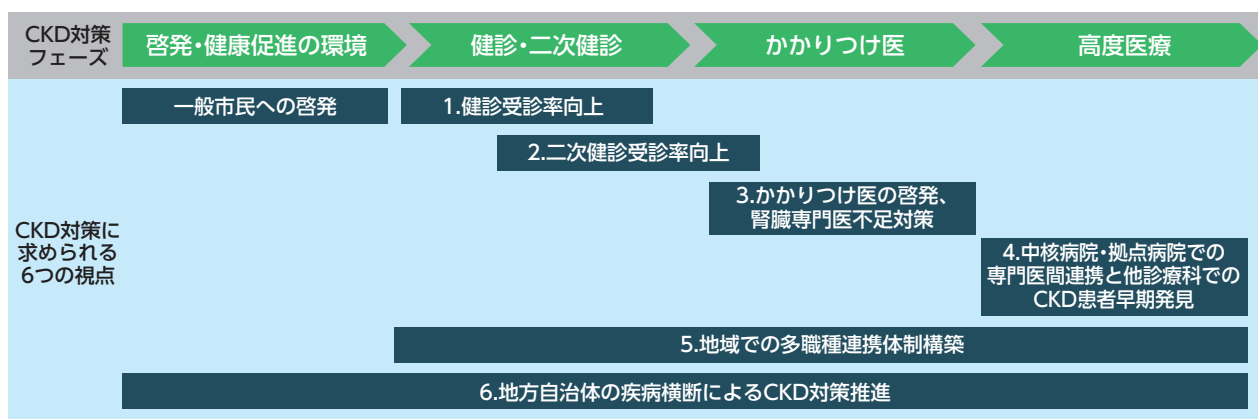 CKD対策
フェーズ
啓発・健康促進の環境
健診・二次健診
かかりつけ医
高度医療
一般市民への啓発
1.健診受診率向上
2.二次健診受診率向上
3.かかりつけ医の啓発、
腎臓専門医不足対策
CKD対策に
求められる
6つの視点
4.中核病院・拠点病院での
専門医間連携と他診療科での
CKD患者早期発見
5.地域での多職種連携体制構築
6.地方自治体の疾病横断によるCKD対策推進